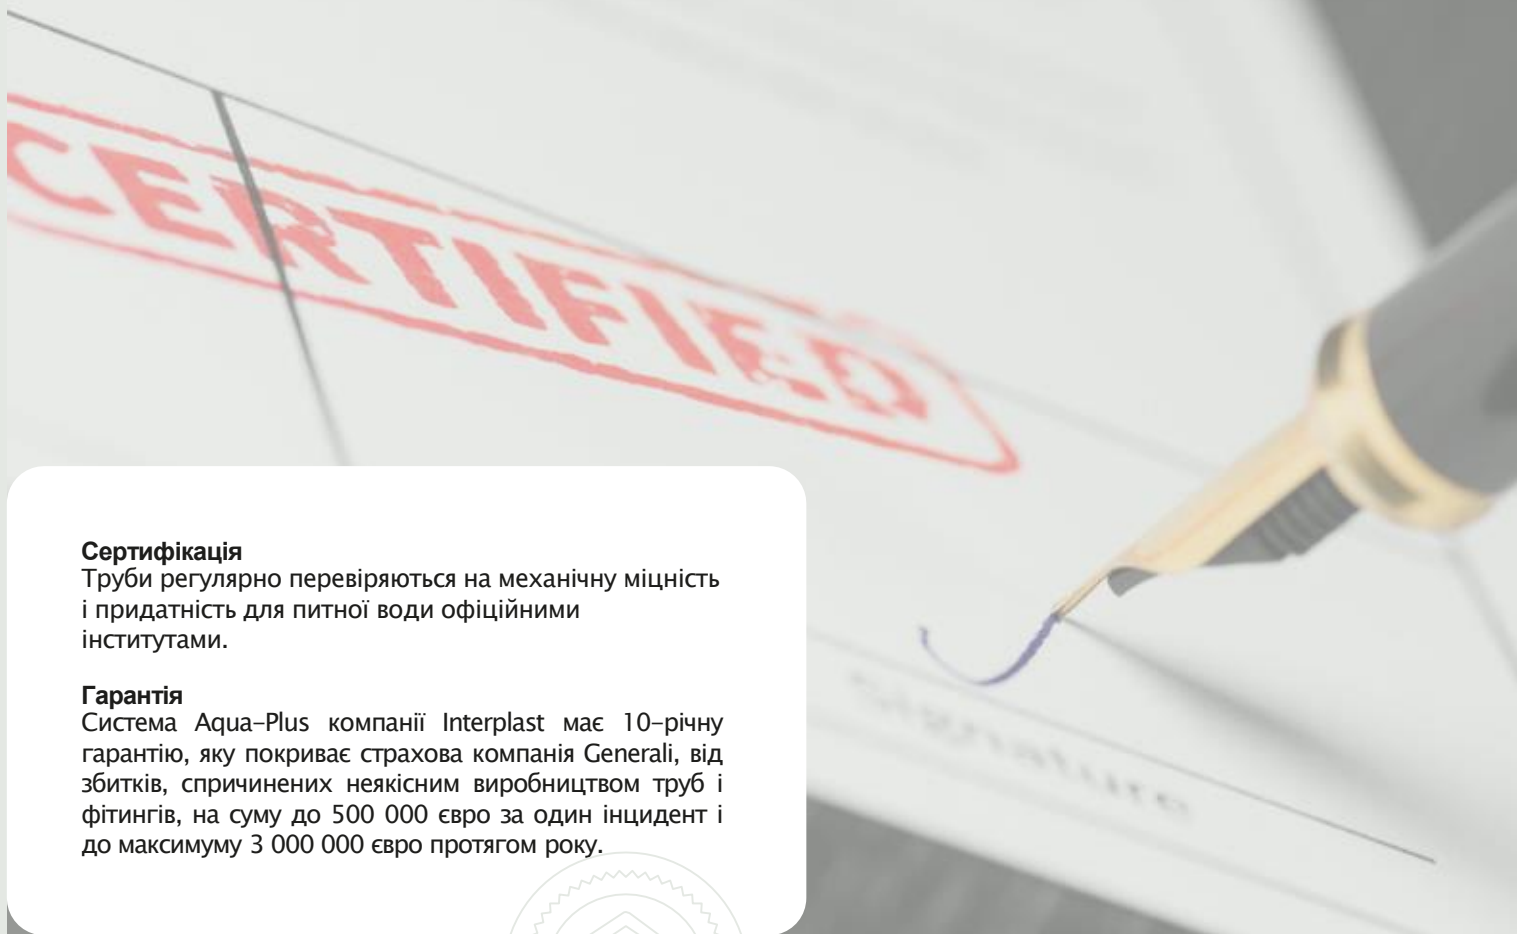 CERTIFIED
Сертифікація
Труби регулярно перевіряються на механічну міцність
і придатність для питної води офіційними
інститутами.
Гарантія
Система Aqua–Plus компанії Interplast має 10–річну
гарантію, яку покриває страхова компанія Generali, від
збитків, спричинених неякісним виробництвом труб і
фітингів, на суму до 500 000 євро за один інцидент і
до максимуму 3 000 000 євро протягом року.
Signature